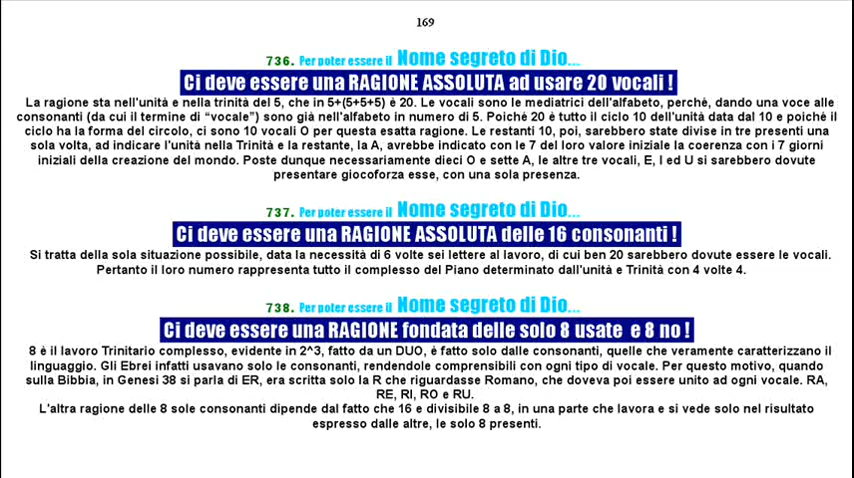 169
736. Per poter essere il Nome segreto di Dio...
Ci deve essere una RAGIONE ASSOLUTA ad usare 20 vocali !
La ragione sta nell'unità e nella trinità del 5, che in 5+(5+5+5) è 20. Le vocali sono le mediatrici dell'alfabeto, perchè, dando una voce alle
consonanti (da cui il termine di “vocale”) sono già nell'alfabeto in numero di 5. Poiché 20 è tutto il ciclo 10 dell'unità data dal 10 e poiché il
ciclo ha la forma del circolo, ci sono 10 vocali O per questa esatta ragione. Le restanti 10, poi, sarebbero state divise in tre presenti una
sola volta, ad indicare l'unità nella Trinità e la restante, la A, avrebbe indicato con le 7 del loro valore iniziale la coerenza con i 7 giorni
iniziali della creazione del mondo. Poste dunque necessariamente dieci O e sette A, le altre tre vocali, E, I ed U si sarebbero dovute
presentare giocoforza esse, con una sola presenza.
737. Per poter essere il Nome segreto di Dio...
Ci deve essere una RAGIONE ASSOLUTA delle 16 consonanti !
Si tratta della sola situazione possibile, data la necessità di 6 volte sei lettere al lavoro, di cui ben 20 sarebbero dovute essere le vocali.
Pertanto il loro numero rappresenta tutto il complesso del Piano determinato dall'unità e Trinità con 4 volte 4.
738. Per poter essere il Nome segreto di Dio...
Ci deve essere una RAGIONE fondata delle solo 8 usate e 8 no !
8 è il lavoro Trinitario complesso, evidente in 2^3, fatto da un DUO, è fatto solo dalle consonanti, quelle che veramente caratterizzano il
linguaggio. Gli Ebrei infatti usavano solo le consonanti, rendendole comprensibili con ogni tipo di vocale. Per questo motivo, quando
sulla Bibbia, in Genesi 38 si parla di ER, era scritta solo la R che riguardasse Romano, che doveva poi essere unito ad ogni vocale. RA,
RE, RI, RO e RU.
L'altra ragione delle 8 sole consonanti dipende dal fatto che 16 e divisibile 8 a 8, in una parte che lavora e si vede solo nel risultato
espresso dalle altre, le solo 8 presenti.